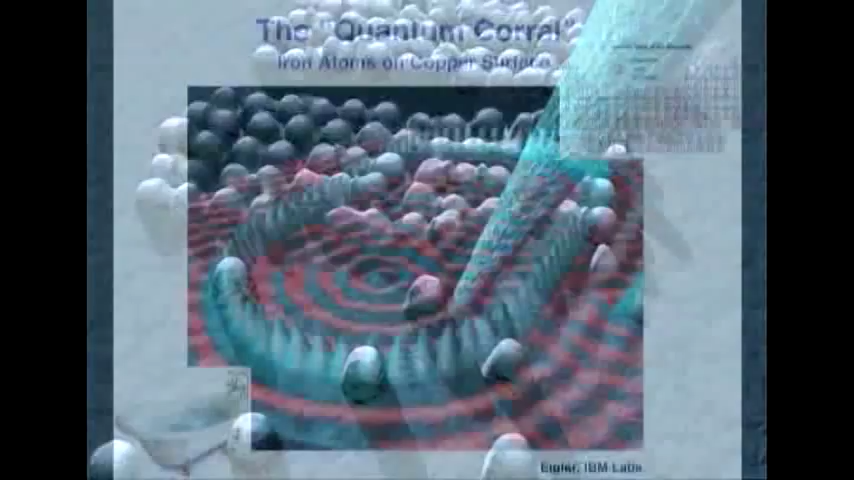 The "Quantum Corral"
Iron Atoms on Copper Surface
Eigler, IBM Labs